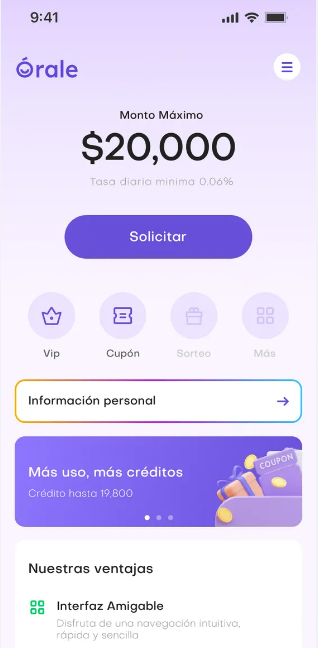 9:41
Órale
Monto Máximo
$20,000
Tasa diaria minima 0.06%
Solicitar
Vip Cupón Sorteo Más
Información personal
Más uso, más créditos
COUPON
Crédito hasta 19,800
Nuestras ventajas
Interfaz Amigable
Disfruta de una navegación intuitiva,
rápida y sencilla